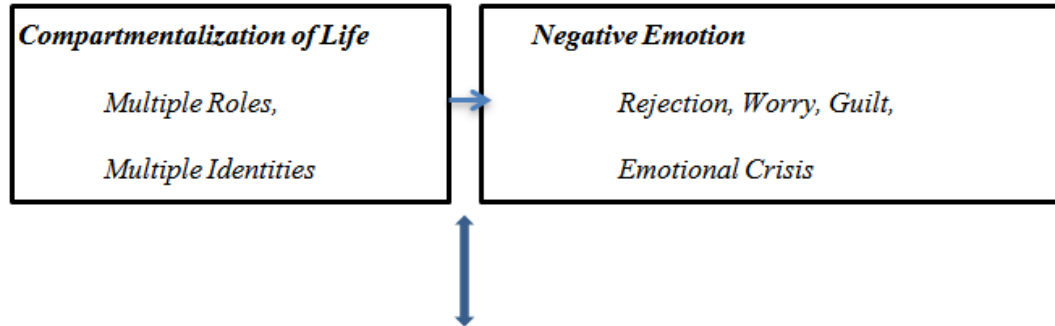 Compartmentalization of Life
Multiple Roles,
Multiple Identities
Negative Emotion
Rejection, Worry, Guilt,
Emotional Crisis